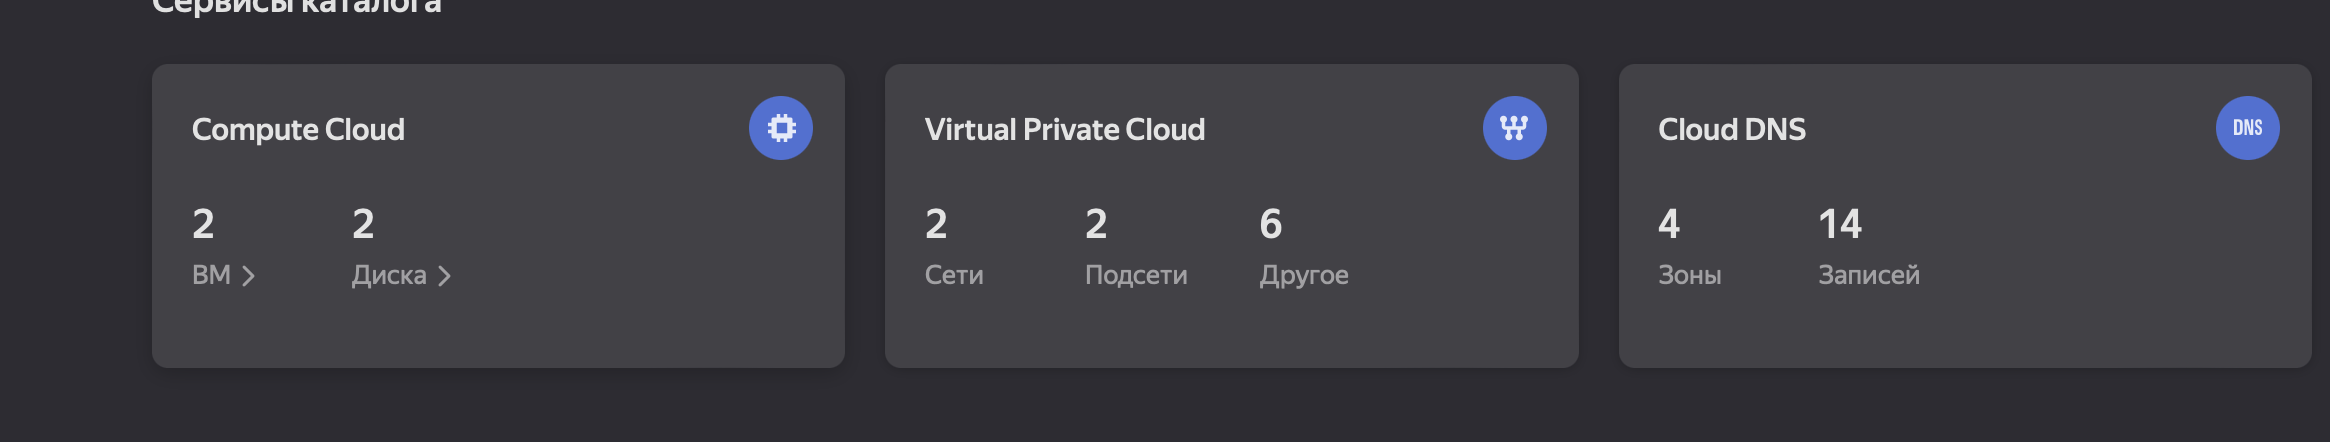 Сервисы каталога
Compute Cloud
2 2
ВМ Диска
Virtual Private Cloud
2 2 6
Сети Подсети Другое
Cloud DNS
DNS
4 14
Зоны Записей